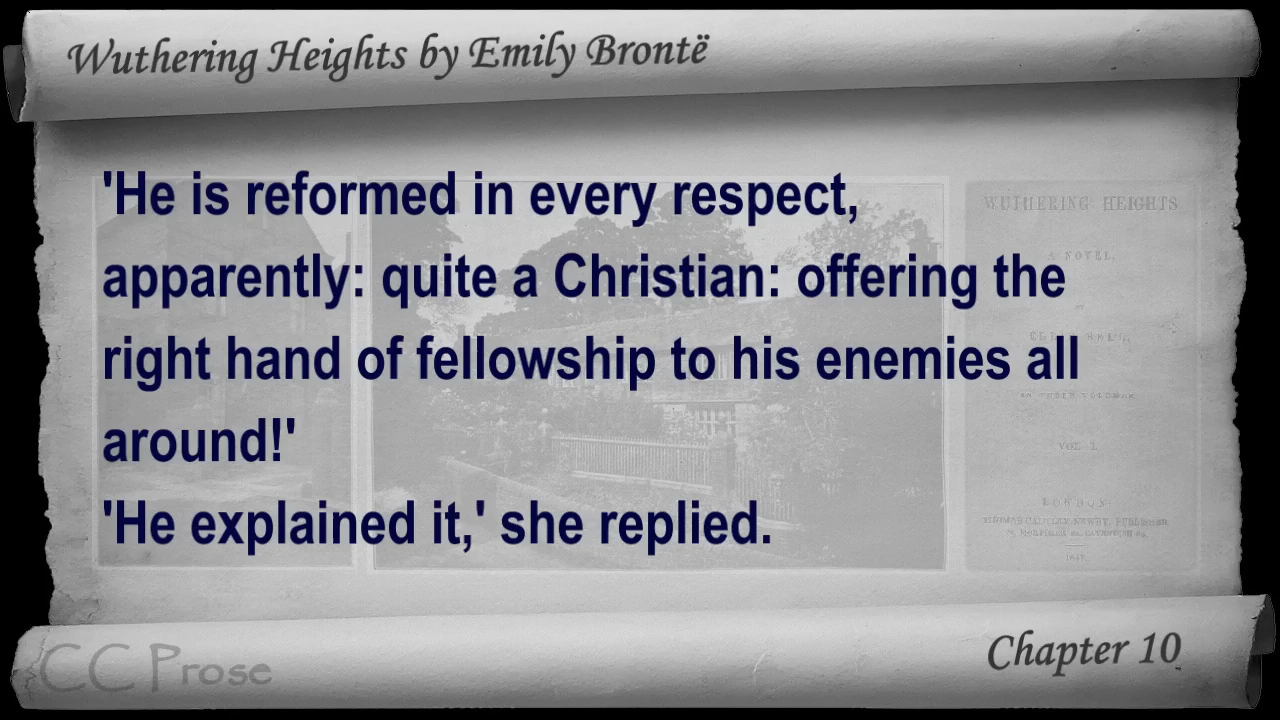 Wuthering Heights by Emily Brontë
'He is reformed in every respect,
apparently: quite a Christian: offering the
right hand of fellowship to his enemies all
around!'
'He explained it,' she replied.
WUTHERING HEIGHTS
A NOVEL,
VOL. I.
LONDON:
1847.
CC Prose
Chapter 10